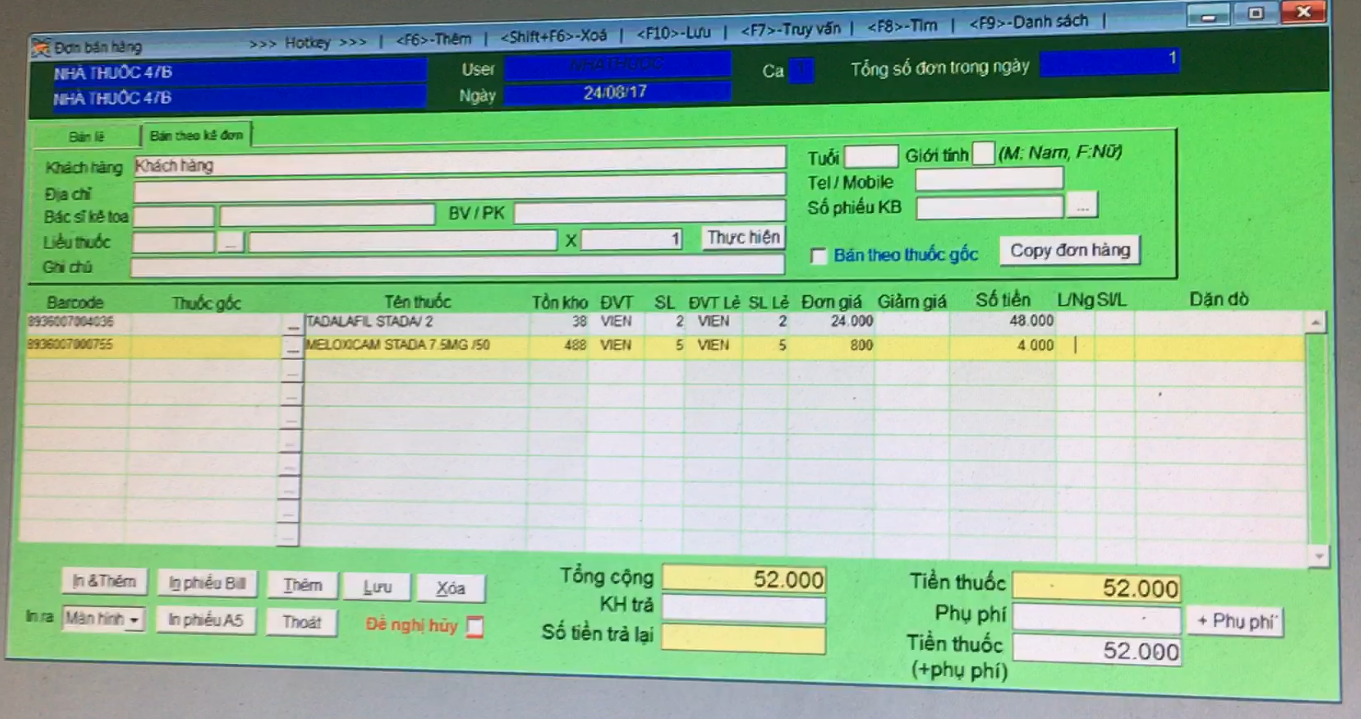 Đơn bán hàng >>> Hotkey >>> | <F6>-Thêm | <Shift+F6>-Xoá | <F10>-Lưu | <F7>-Truy vấn | <F8>-Tìm | <F9>-Danh sách |
NHÀ THUỐC 47B User NHATHUOC Ca 1 Tổng số đơn trong ngày 1
NHÀ THUỐC 47B Ngày 24/08/17
Bán lẻ Bán theo kê đơn
Khách hàng Khách hàng Tuổi Giới tính (M: Nam, F:Nữ)
Địa chỉ Tel / Mobile
Bác sĩ kê toa BV / PK Số phiếu KB ...
Liều thuốc ... X 1 Thực hiện Bán theo thuốc gốc Copy đơn hàng
Ghi chú
Barcode Thuốc gốc Tên thuốc Tồn kho ĐVT SL ĐVT Lẻ SL Lẻ Đơn giá Giảm giá Số tiền L/Ng Sl/L Dặn dò
8936007004036 ... TADALAFIL STADA/ 2 38 VIEN 2 VIEN 2 24.000 48.000
8936007000755 ... MELOXICAM STADA 7.5MG /50 488 VIEN 5 VIEN 5 800 4.000
In &Thêm In phiếu Bill Thêm Lưu Xóa Tổng cộng 52.000 Tiền thuốc 52.000
In ra Màn hình In phiếu A5 Thoát Đề nghị hủy KH trả Phụ phí + Phụ phí
Số tiền trả lại Tiền thuốc 52.000
(+phụ phí)